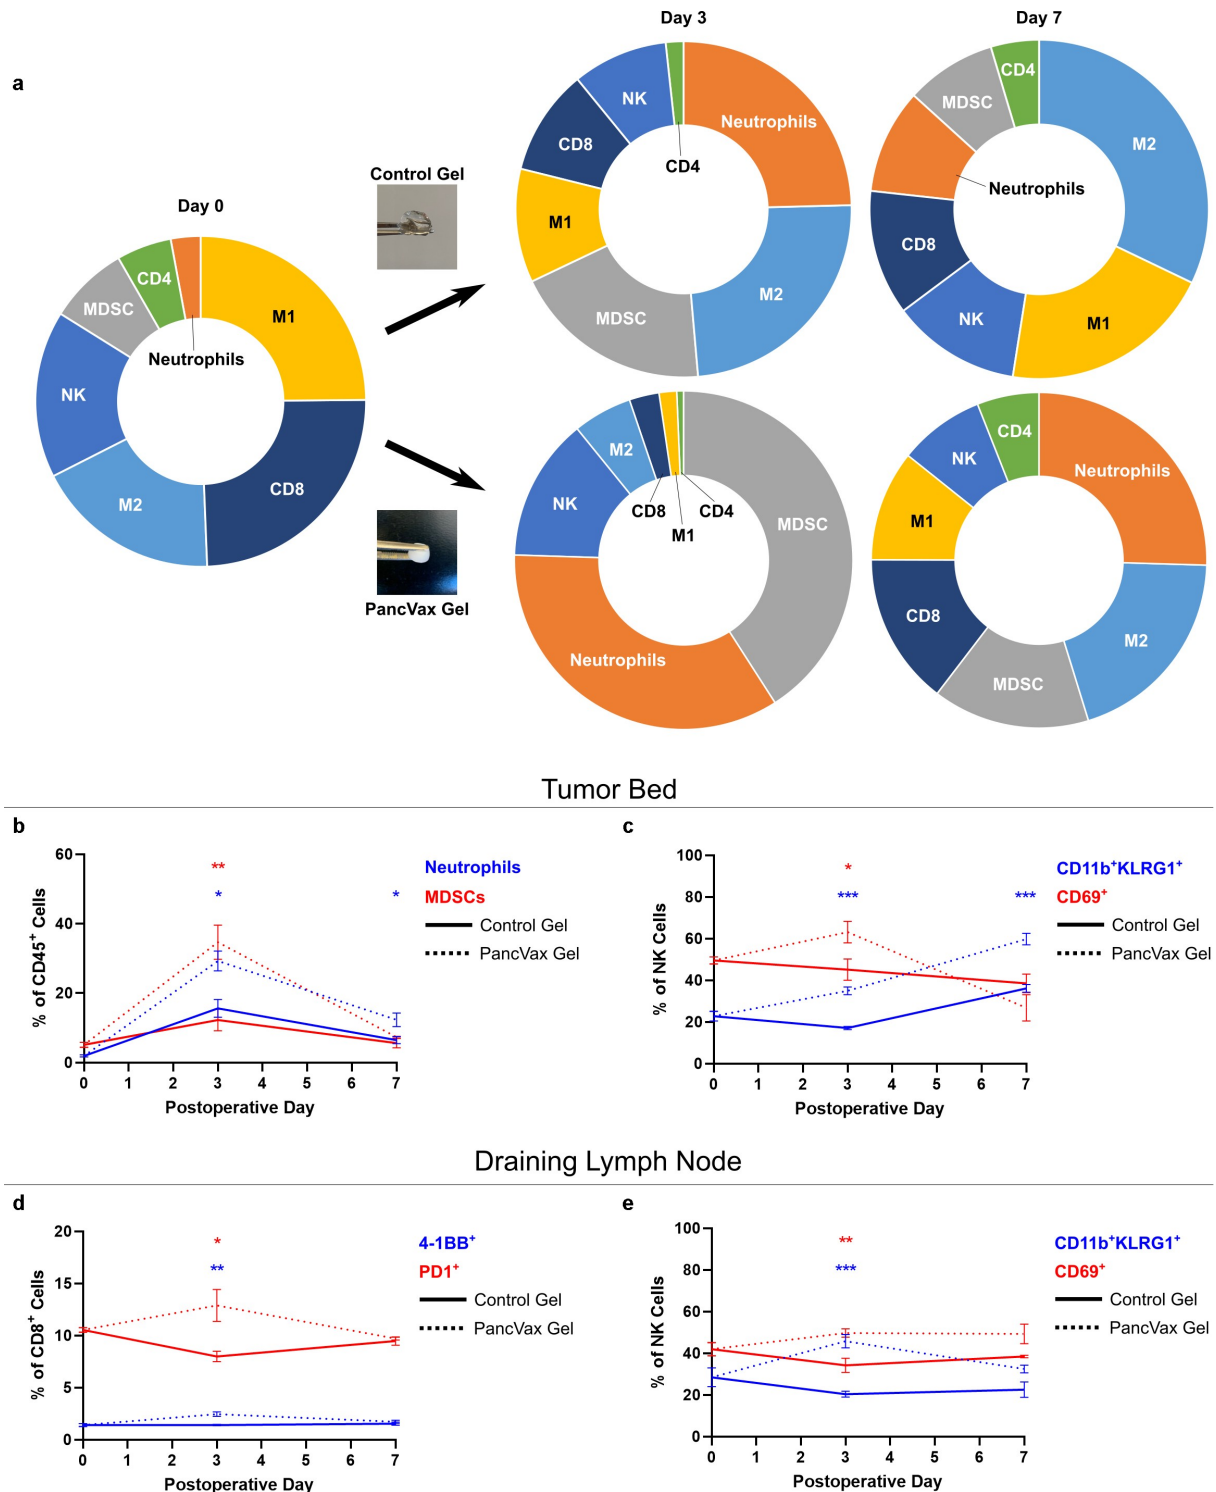 a
Day 0
M1
CD8
M2
NK
MDSC
CD4
Neutrophils
Control Gel
PancVax Gel
Day 3
Neutrophils
M2
MDSC
M1
CD8
NK
CD4
Day 7
M2
M1
NK
CD8
Neutrophils
MDSC
CD4
MDSC
Neutrophils
NK
M2
CD8
M1
CD4
Neutrophils
M2
MDSC
CD8
M1
NK
CD4
Tumor Bed
b
% of CD45⁺ Cells
60
40
20
0
0 1 2 3 4 5 6 7
Postoperative Day
**
*
*
Neutrophils
MDSCs
Control Gel
PancVax Gel
c
% of NK Cells
100
80
60
40
20
0
0 1 2 3 4 5 6 7
Postoperative Day
*
***
***
CD11b⁺KLRG1⁺
CD69⁺
Control Gel
PancVax Gel
Draining Lymph Node
d
% of CD8⁺ Cells
20
15
10
5
0
0 1 2 3 4 5 6 7
Postoperative Day
*
**
4-1BB⁺
PD1⁺
Control Gel
PancVax Gel
e
% of NK Cells
100
80
60
40
20
0
0 1 2 3 4 5 6 7
Postoperative Day
**
***
CD11b⁺KLRG1⁺
CD69⁺
Control Gel
PancVax Gel